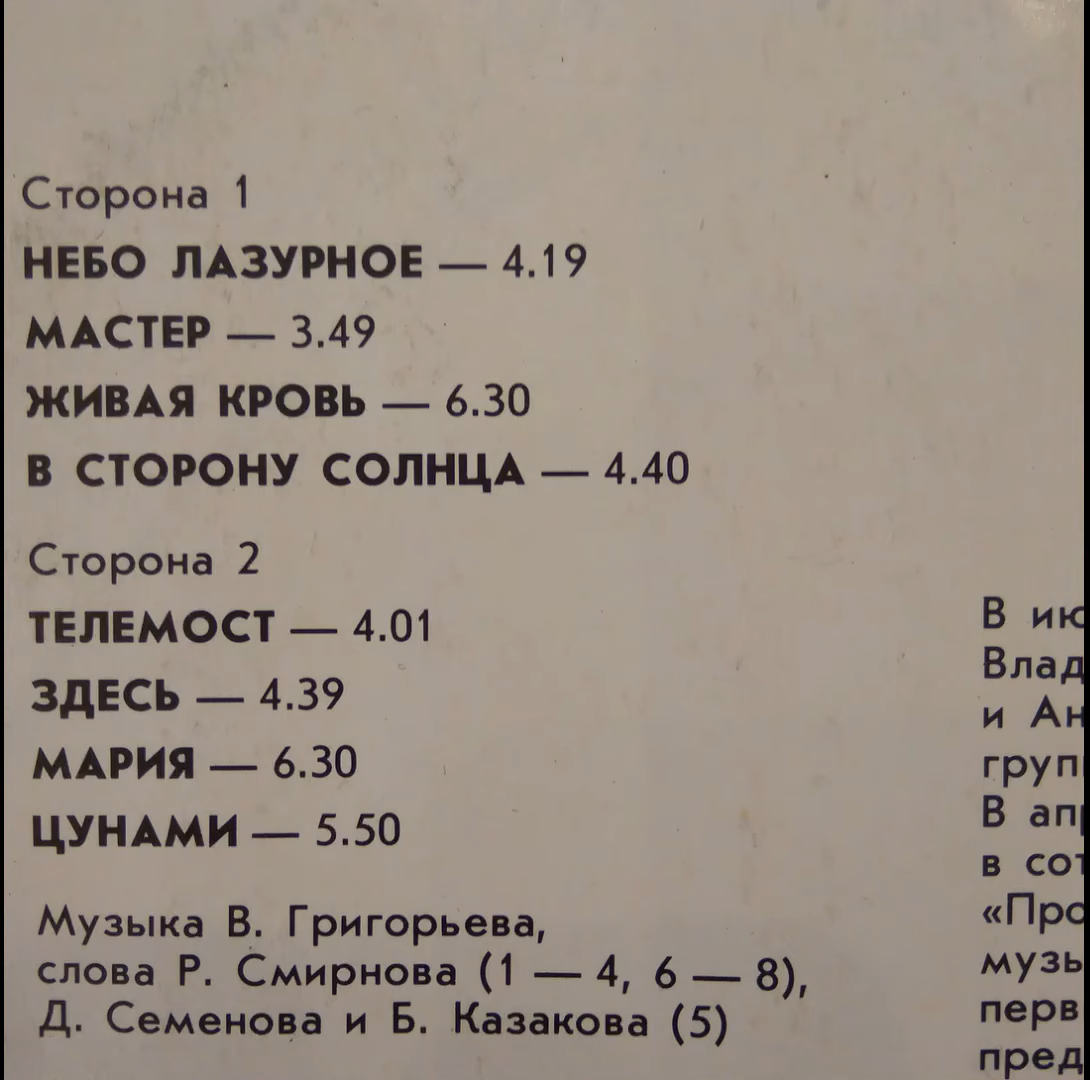 Сторона 1
НЕБО ЛАЗУРНОЕ — 4.19
МАСТЕР — 3.49
ЖИВАЯ КРОВЬ — 6.30
В СТОРОНУ СОЛНЦА — 4.40
Сторона 2
ТЕЛЕМОСТ — 4.01
ЗДЕСЬ — 4.39
МАРИЯ — 6.30
ЦУНАМИ — 5.50
Музыка В. Григорьева,
слова Р. Смирнова (1 — 4, 6 — 8),
Д. Семенова и Б. Казакова (5)
В
и
В
в